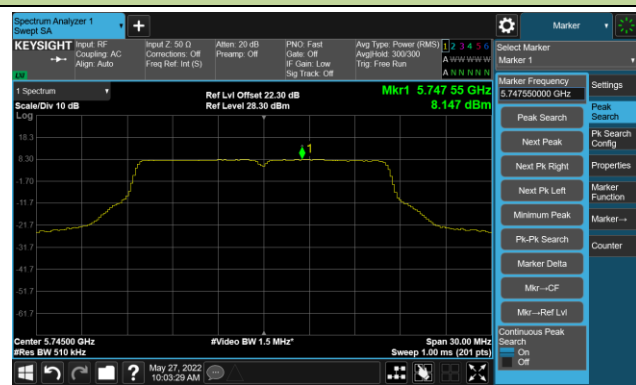 Spectrum Analyzer 1
Swept SA
Marker
KEYSIGHT
Input: RF
Coupling: AC
Align: Auto
Input Z: 50 Ω
Corrections: Off
Freq Ref: Int (S)
Atten: 20 dB
Preamp: Off
PNO: Fast
Gate: Off
IF Gain: Low
Sig Track: Off
Avg Type: Power (RMS)
Avg|Hold: 300/300
Trig: Free Run
1 2 3 4 5 6
A W W W W W
A N N N N N
LW
Select Marker
Marker 1
1 Spectrum
Scale/Div 10 dB
Log
Ref Lvl Offset 22.30 dB
Ref Level 28.30 dBm
Mkr1 5.747 55 GHz
8.147 dBm
Marker Frequency
5.747550000 GHz
Peak Search
Next Peak
Next Pk Right
Next Pk Left
Minimum Peak
Pk-Pk Search
Marker Delta
Mkr→CF
Mkr→Ref Lvl
Continuous Peak
Search
On
Off
Settings
Peak
Search
Pk Search
Config
Properties
Marker
Function
Marker→
Counter
18.3
8.30
-1.70
-11.7
-21.7
-31.7
-41.7
-51.7
-61.7
1
Center 5.74500 GHz
#Res BW 510 kHz
#Video BW 1.5 MHz*
Span 30.00 MHz
Sweep 1.00 ms (201 pts)
May 27, 2022
10:03:29 AM